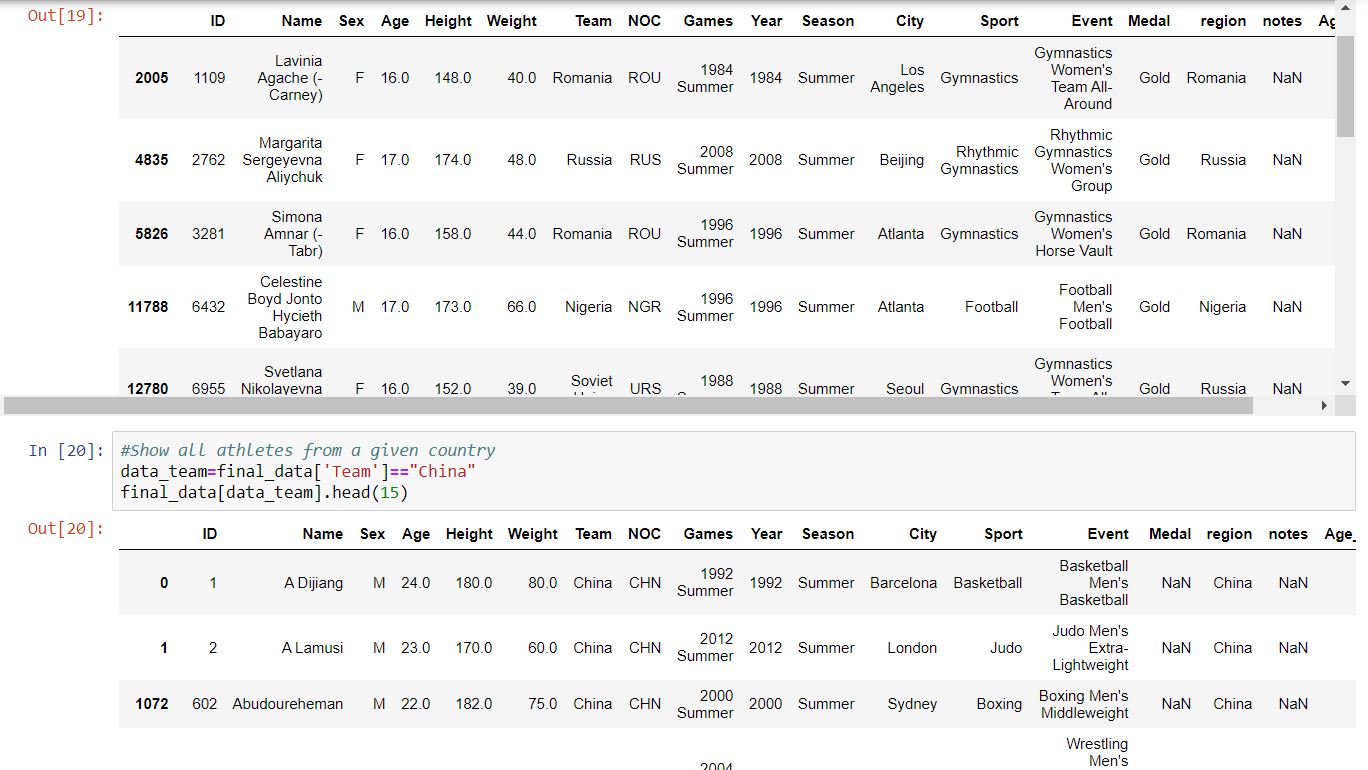 Out[19]:
ID Name Sex Age Height Weight Team NOC Games Year Season City Sport Event Medal region notes
2005 1109 Lavinia Agache (-Carney) F 16.0 148.0 40.0 Romania ROU 1984 Summer 1984 Summer Los Angeles Gymnastics Gymnastics Women's Team All-Around Gold Romania NaN
4835 2762 Margarita Sergeyevna Aliychuk F 17.0 174.0 48.0 Russia RUS 2008 Summer 2008 Summer Beijing Rhythmic Gymnastics Rhythmic Gymnastics Women's Group Gold Russia NaN
5826 3281 Simona Amnar (-Tabr) F 16.0 158.0 44.0 Romania ROU 1996 Summer 1996 Summer Atlanta Gymnastics Gymnastics Women's Horse Vault Gold Romania NaN
11788 6432 Celestine Boyd Jonto Hycieth Babayaro M 17.0 173.0 66.0 Nigeria NGR 1996 Summer 1996 Summer Atlanta Football Football Men's Football Gold Nigeria NaN
12780 6955 Svetlana Nikolayevna F 16.0 152.0 39.0 Soviet URS 1988 1988 Summer Seoul Gymnastics Gymnastics Women's Gold Russia NaN
In [20]:
#Show all athletes from a given country
data_team=final_data['Team']=="China"
final_data[data_team].head(15)
Out[20]:
ID Name Sex Age Height Weight Team NOC Games Year Season City Sport Event Medal region notes Age_
0 1 A Dijiang M 24.0 180.0 80.0 China CHN 1992 Summer 1992 Summer Barcelona Basketball Basketball Men's Basketball NaN China NaN
1 2 A Lamusi M 23.0 170.0 60.0 China CHN 2012 Summer 2012 Summer London Judo Judo Men's Extra-Lightweight NaN China NaN
1072 602 Abudoureheman M 22.0 182.0 75.0 China CHN 2000 Summer 2000 Summer Sydney Boxing Boxing Men's Middleweight NaN China NaN
2004 Wrestling Men's